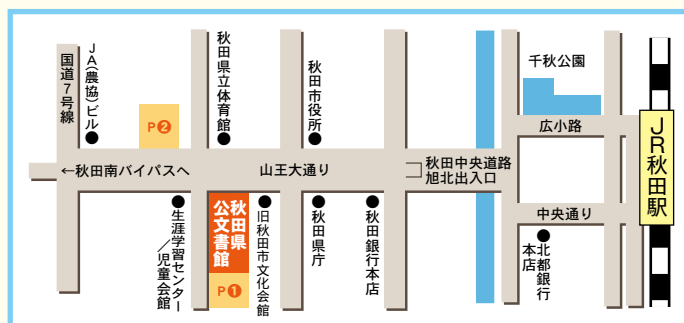 国道7号線
JA(農協)ビル
P❷
秋田県立体育館
秋田市役所
千秋公園
広小路
JR秋田駅
←秋田南バイパスへ
山王大通り
秋田中央道路
旭北出入口
中央通り
生涯学習センター
/児童会館
秋田県
公文書館
P❶
旧秋田市文化会館
秋田県庁
秋田銀行本店
北都銀行
本店